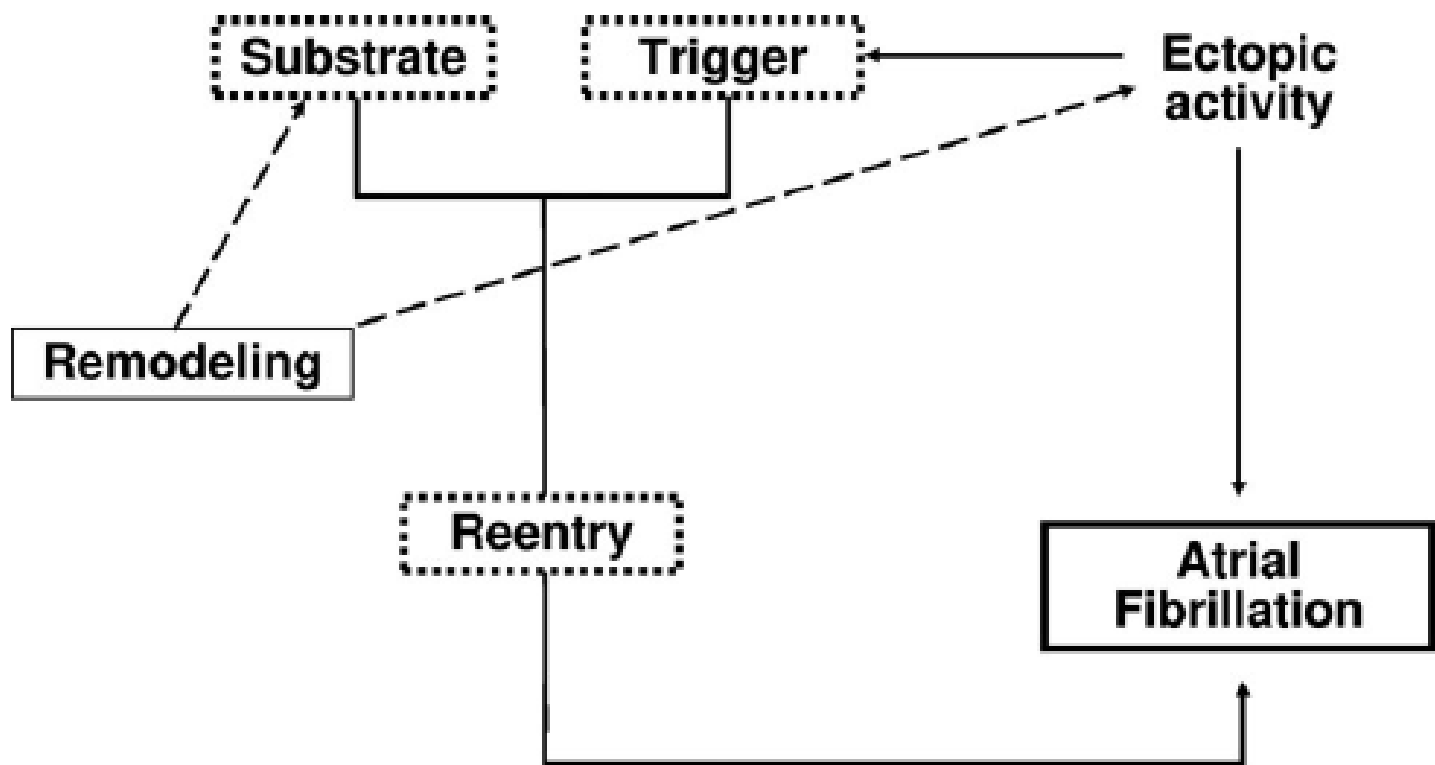 Substrate
Trigger
Ectopic
activity
Remodeling
Reentry
Atrial
Fibrillation